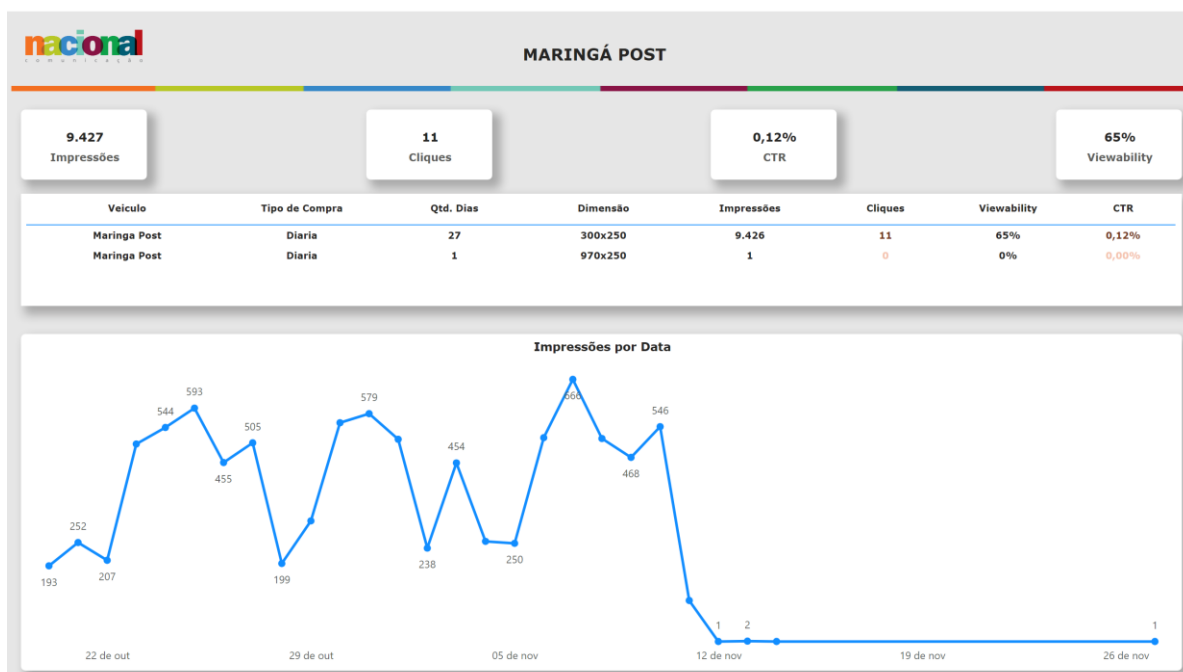 nacional
comunicação
MARINGÁ POST
9.427
Impressões
11
Cliques
0,12%
CTR
65%
Viewability
Veiculo Tipo de Compra Qtd. Dias Dimensão Impressões Cliques Viewability CTR
Maringa Post Diaria 27 300x250 9.426 11 65% 0,12%
Maringa Post Diaria 1 970x250 1 0 0% 0,00%
Impressões por Data
193
252
207
544
593
455
505
199
579
238
454
250
666
468
546
1
2
1
22 de out 29 de out 05 de nov 12 de nov 19 de nov 26 de nov